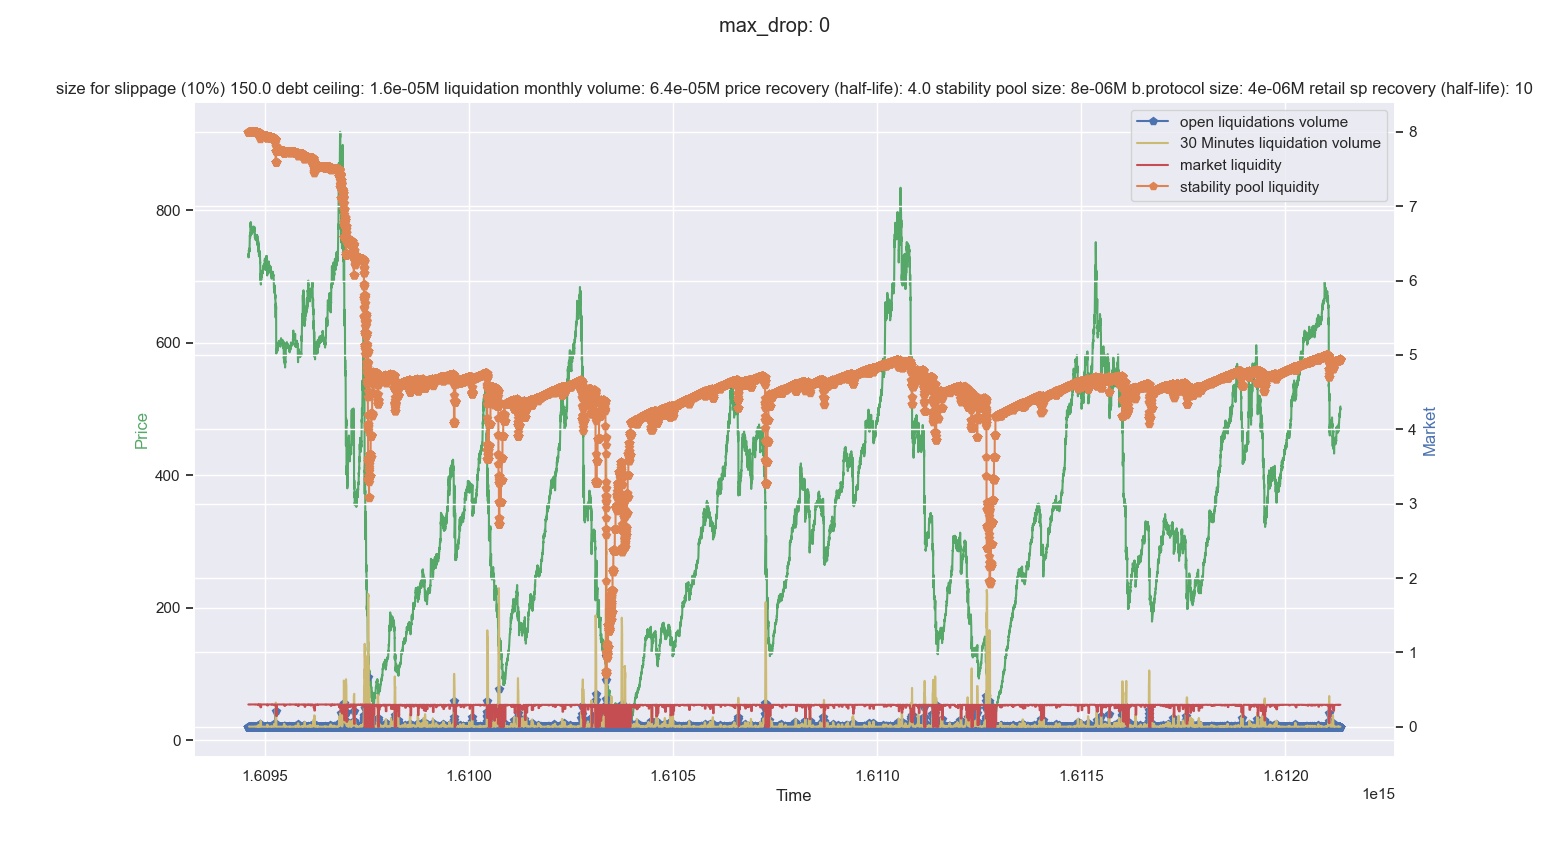 max_drop: 0
size for slippage (10%) 150.0 debt ceiling: 1.6e-05M liquidation monthly volume: 6.4e-05M price recovery (half-life): 4.0 stability pool size: 8e-06M b.protocol size: 4e-06M retail sp recovery (half-life): 10
open liquidations volume
30 Minutes liquidation volume
market liquidity
stability pool liquidity
800
600
400
200
0
Price
8
7
6
5
4
3
2
1
0
Market
1.6095 1.6100 1.6105 1.6110 1.6115 1.6120
1e15
Time